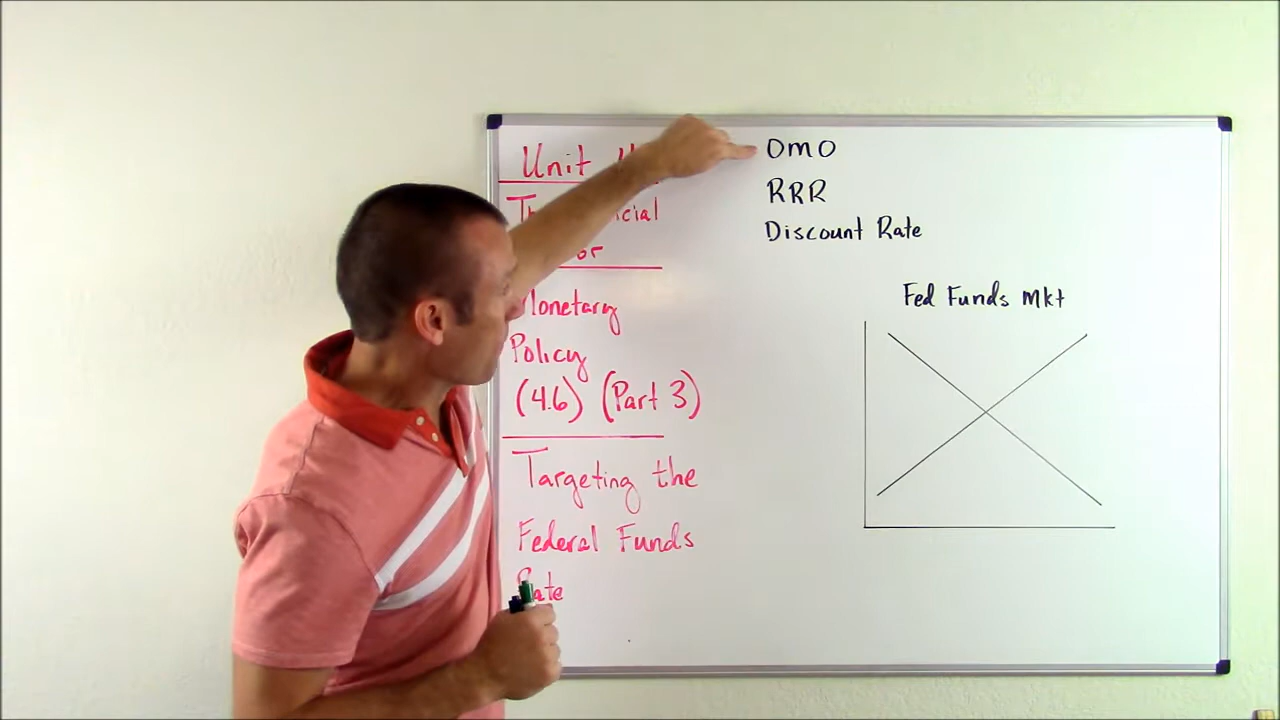 Unit
Monetary
Policy
(4.6) (Part 3)
Targeting the
Federal Funds
OMO
RRR
Discount Rate
Fed Funds Mkt